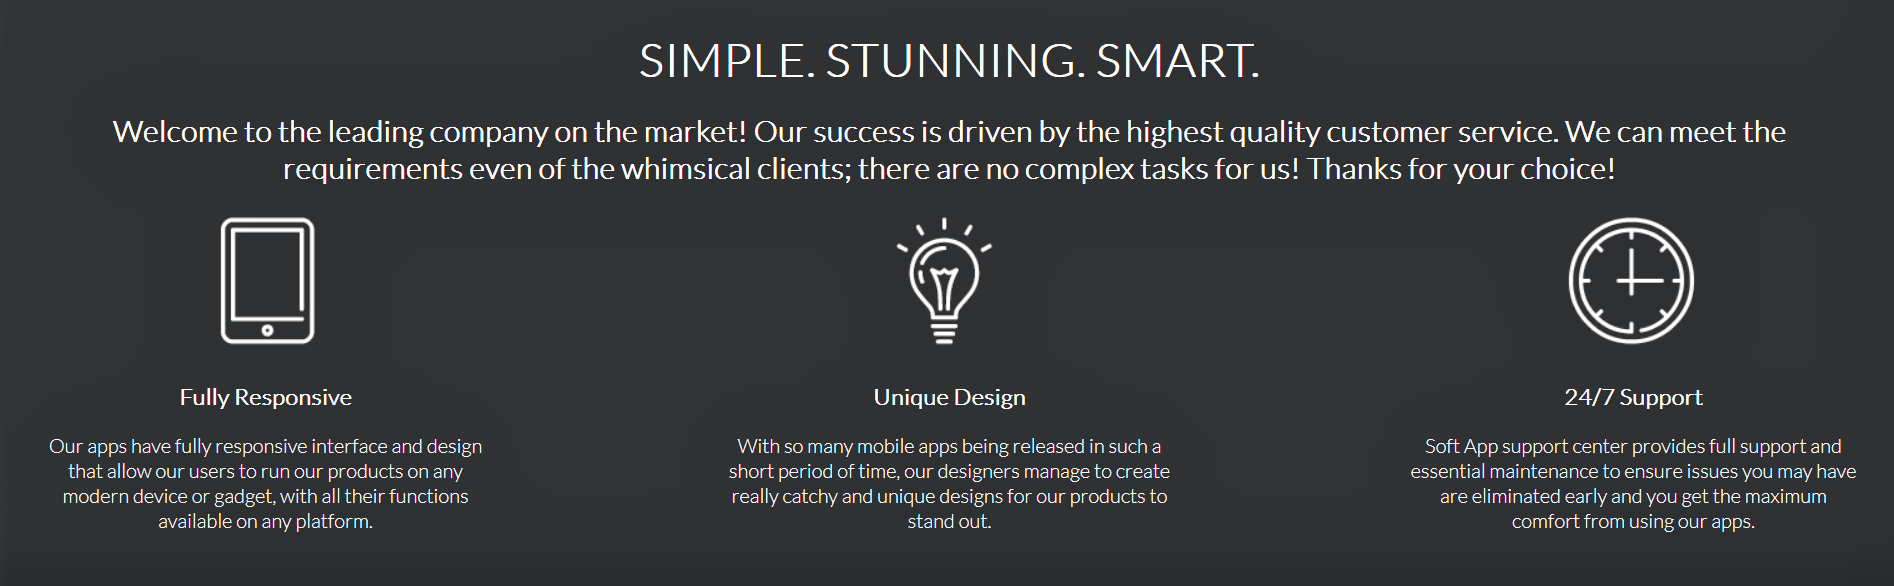 SIMPLE. STUNNING. SMART.
Welcome to the leading company on the market! Our success is driven by the highest quality customer service. We can meet the
requirements even of the whimsical clients; there are no complex tasks for us! Thanks for your choice!
Fully Responsive
Our apps have fully responsive interface and design
that allow our users to run our products on any
modern device or gadget, with all their functions
available on any platform.
Unique Design
With so many mobile apps being released in such a
short period of time, our designers manage to create
really catchy and unique designs for our products to
stand out.
24/7 Support
Soft App support center provides full support and
essential maintenance to ensure issues you may have
are eliminated early and you get the maximum
comfort from using our apps.